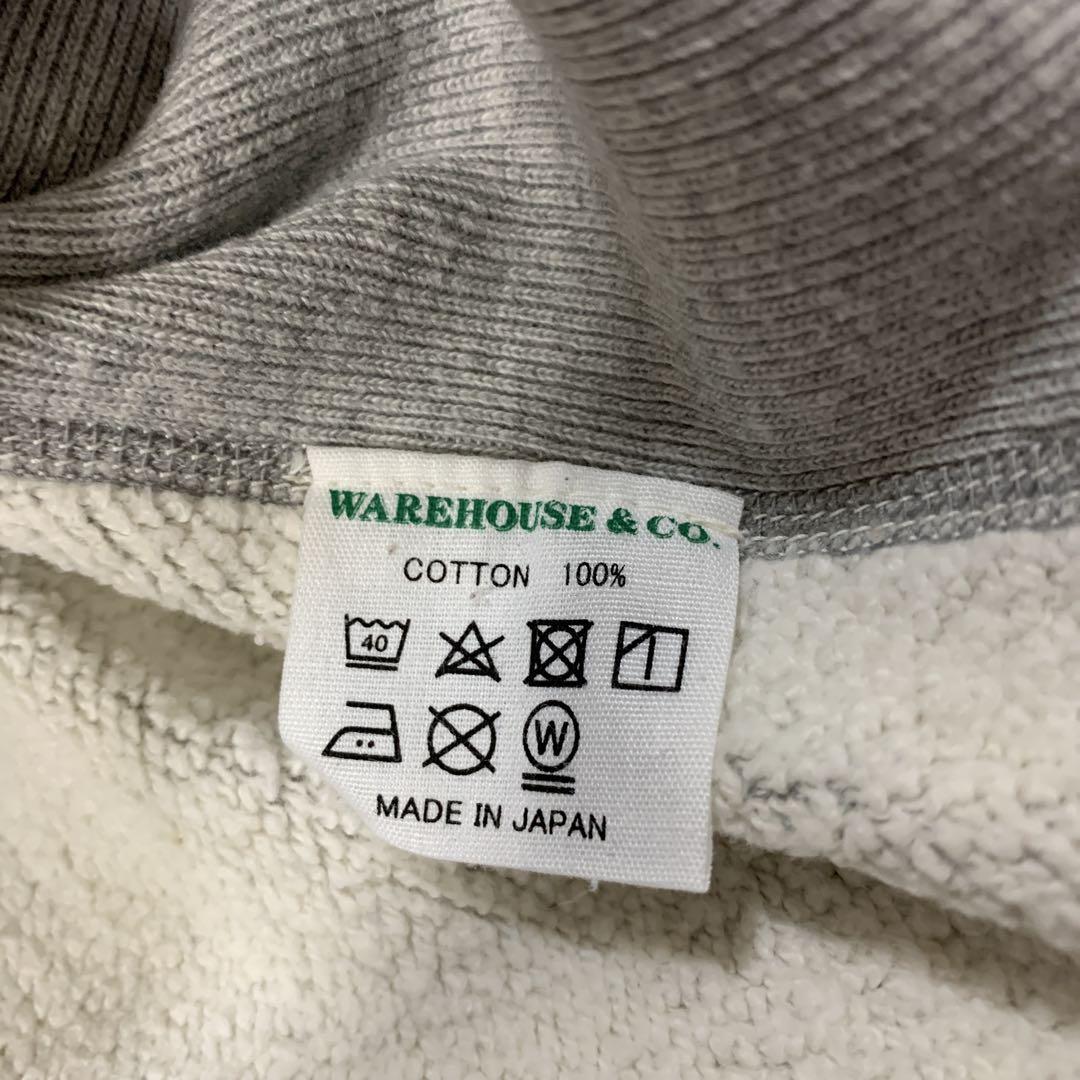 WAREHOUSE & CO.
COTTON 100%
40
W
MADE IN JAPAN